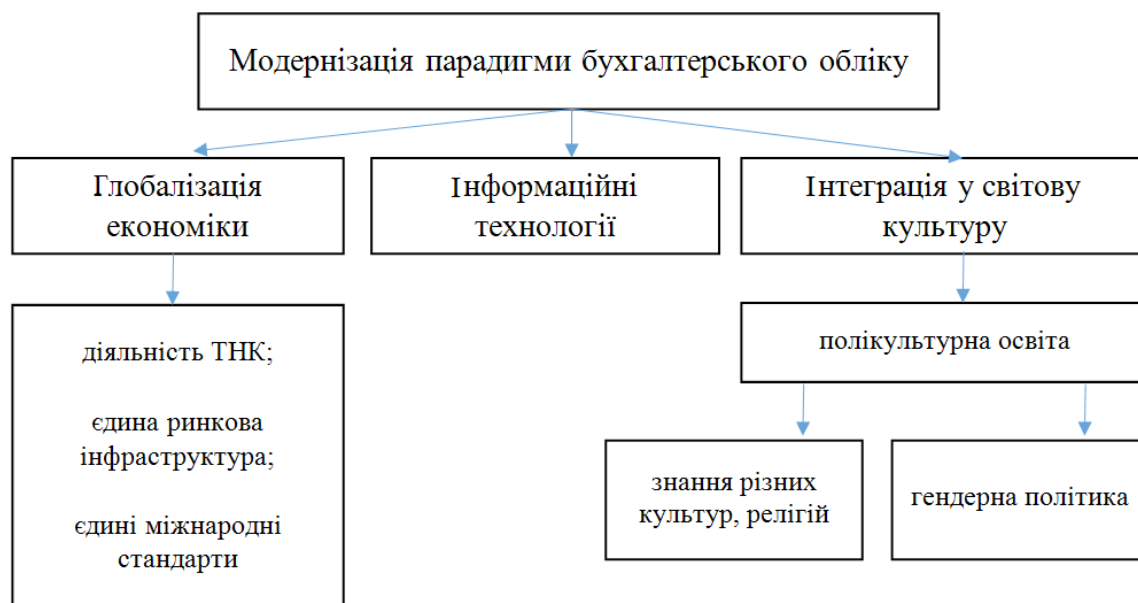 Модернізація парадигми бухгалтерського обліку
Глобалізація
економіки
Інформаційні
технології
Інтеграція у світову
культуру
діяльність ТНК;
єдина ринкова
інфраструктура;
єдині міжнародні
стандарти
полікультурна освіта
знання різних
культур, релігій
гендерна політика